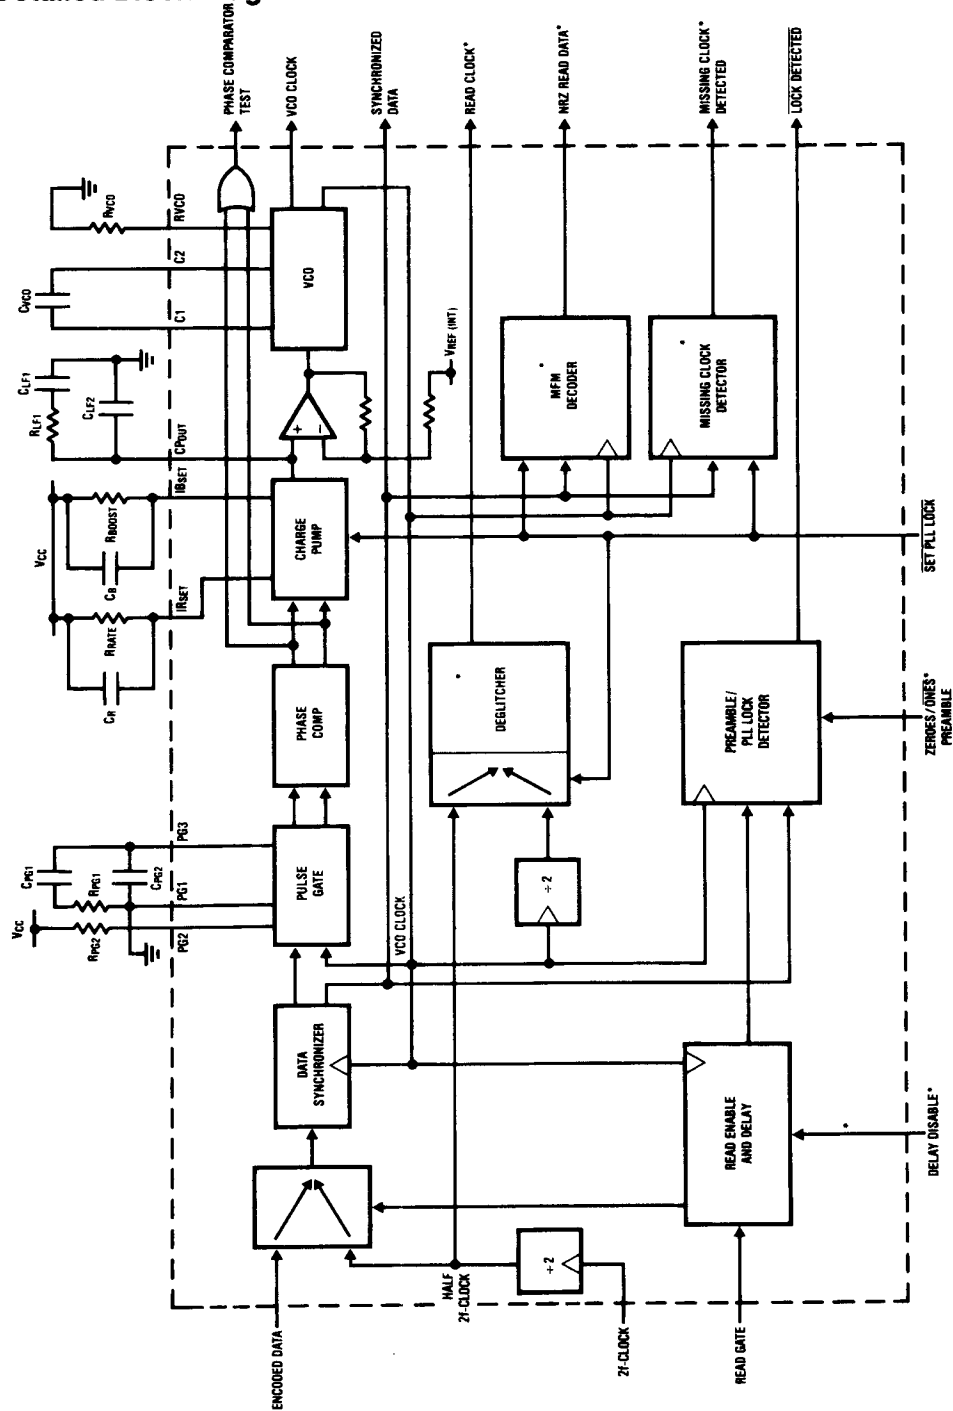 PHASE COMPARATOR
TEST
VCO CLOCK
SYNCHRONIZED
DATA
READ CLOCK*
NRZ READ DATA*
MISSING CLOCK*
DETECTED
LOCK DETECTED
RVCO
RVCO
C2
CVCO
C1
VCO
CLF1
RLF1
CLF2
CPOUT
+
−
VREF (INT)
MFM
DECODER
*
MISSING CLOCK
DETECTOR
*
VCC
RBOOST
CB
IBSET
RRATE
CR
IRSET
CHARGE
PUMP
SET PLL LOCK
PHASE
COMP
DEGLITCHER
*
PREAMBLE/
PLL LOCK
DETECTOR
ZEROES/ONES*
PREAMBLE
PG3
CPG1
RPG1
CPG2
PG1
VCC
RPG2
PG2
PULSE
GATE
÷ 2
VCO CLOCK
DATA
SYNCHRONIZER
READ ENABLE
AND DELAY
*
DELAY DISABLE*
HALF
2f-CLOCK
÷ 2
ENCODED DATA
2f-CLOCK
READ GATE